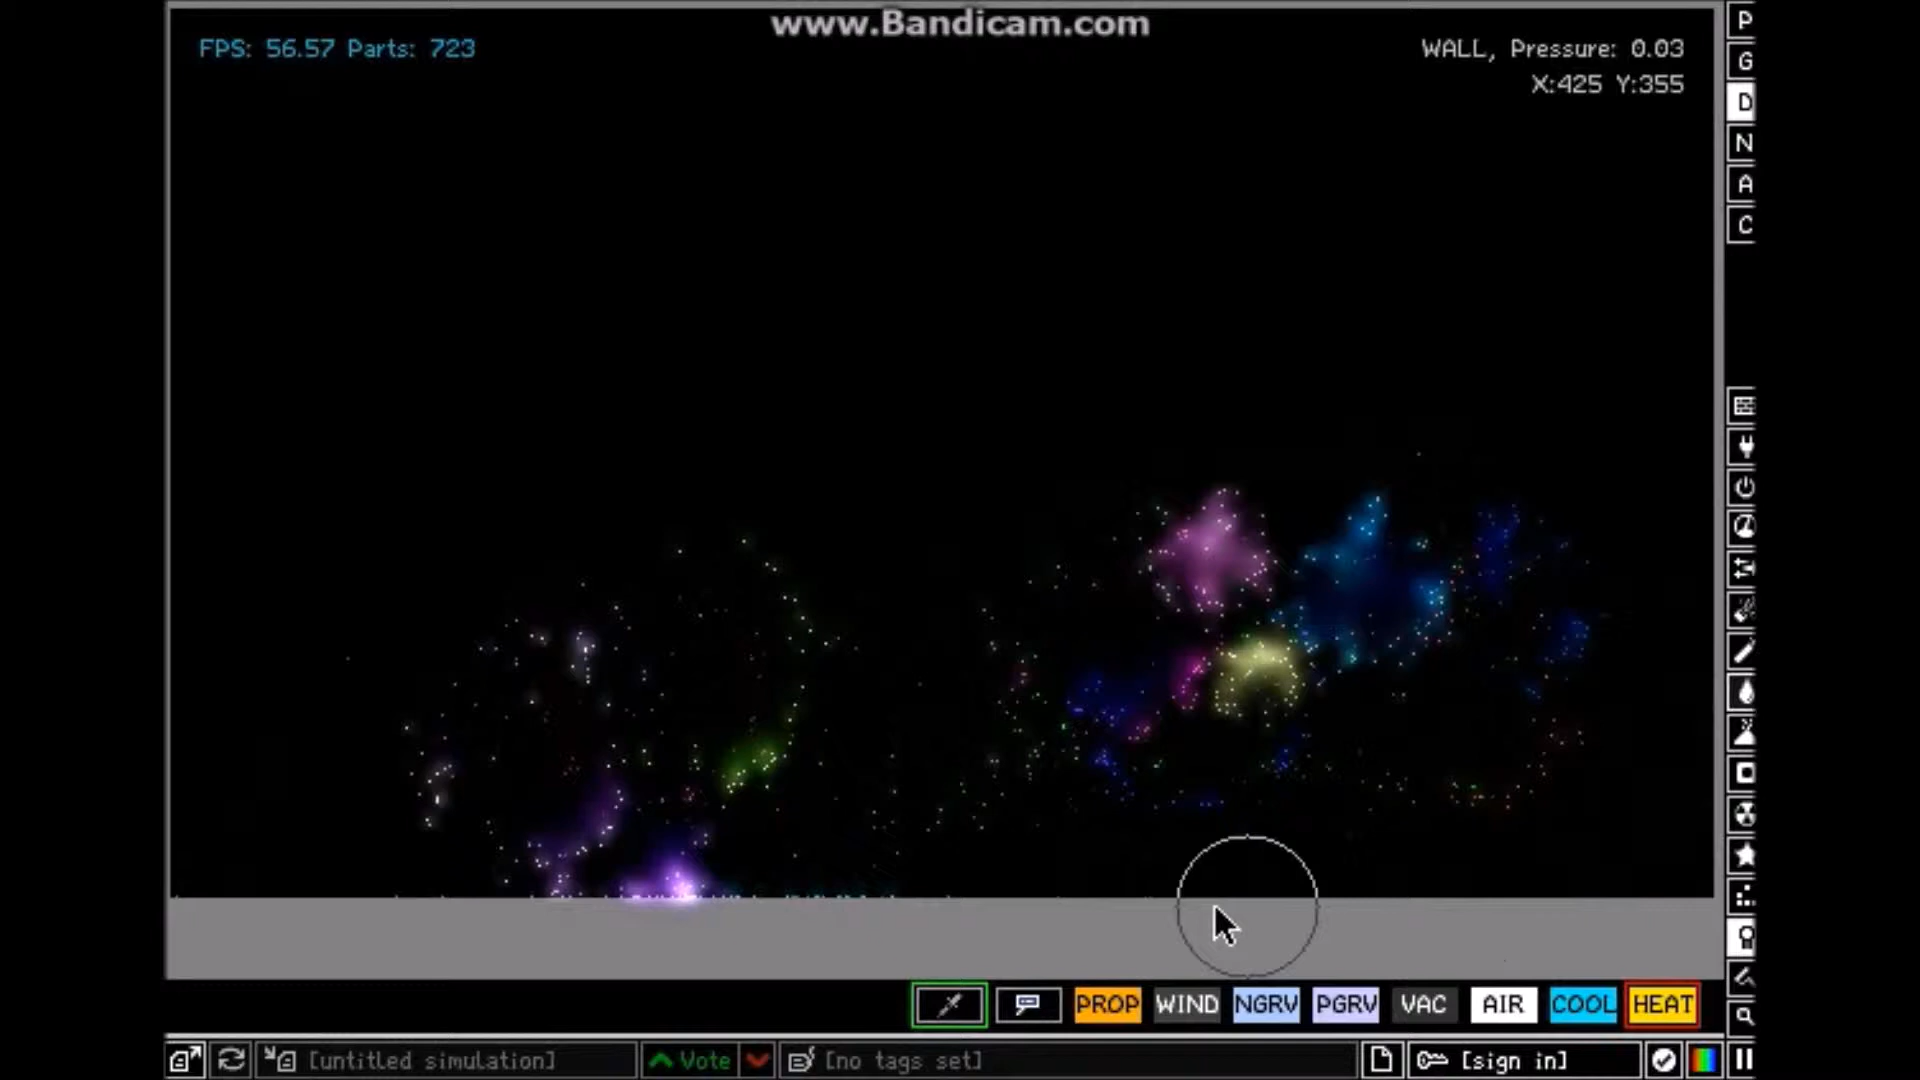 www.Bandicam.com
FPS: 56.57 Parts: 723
WALL, Pressure: 0.03
X:425 Y:355
P
G
D
N
A
C
PROP WIND NGRV PGRV VAC AIR COOL HEAT
[untitled simulation] Vote [no tags set] [sign in]